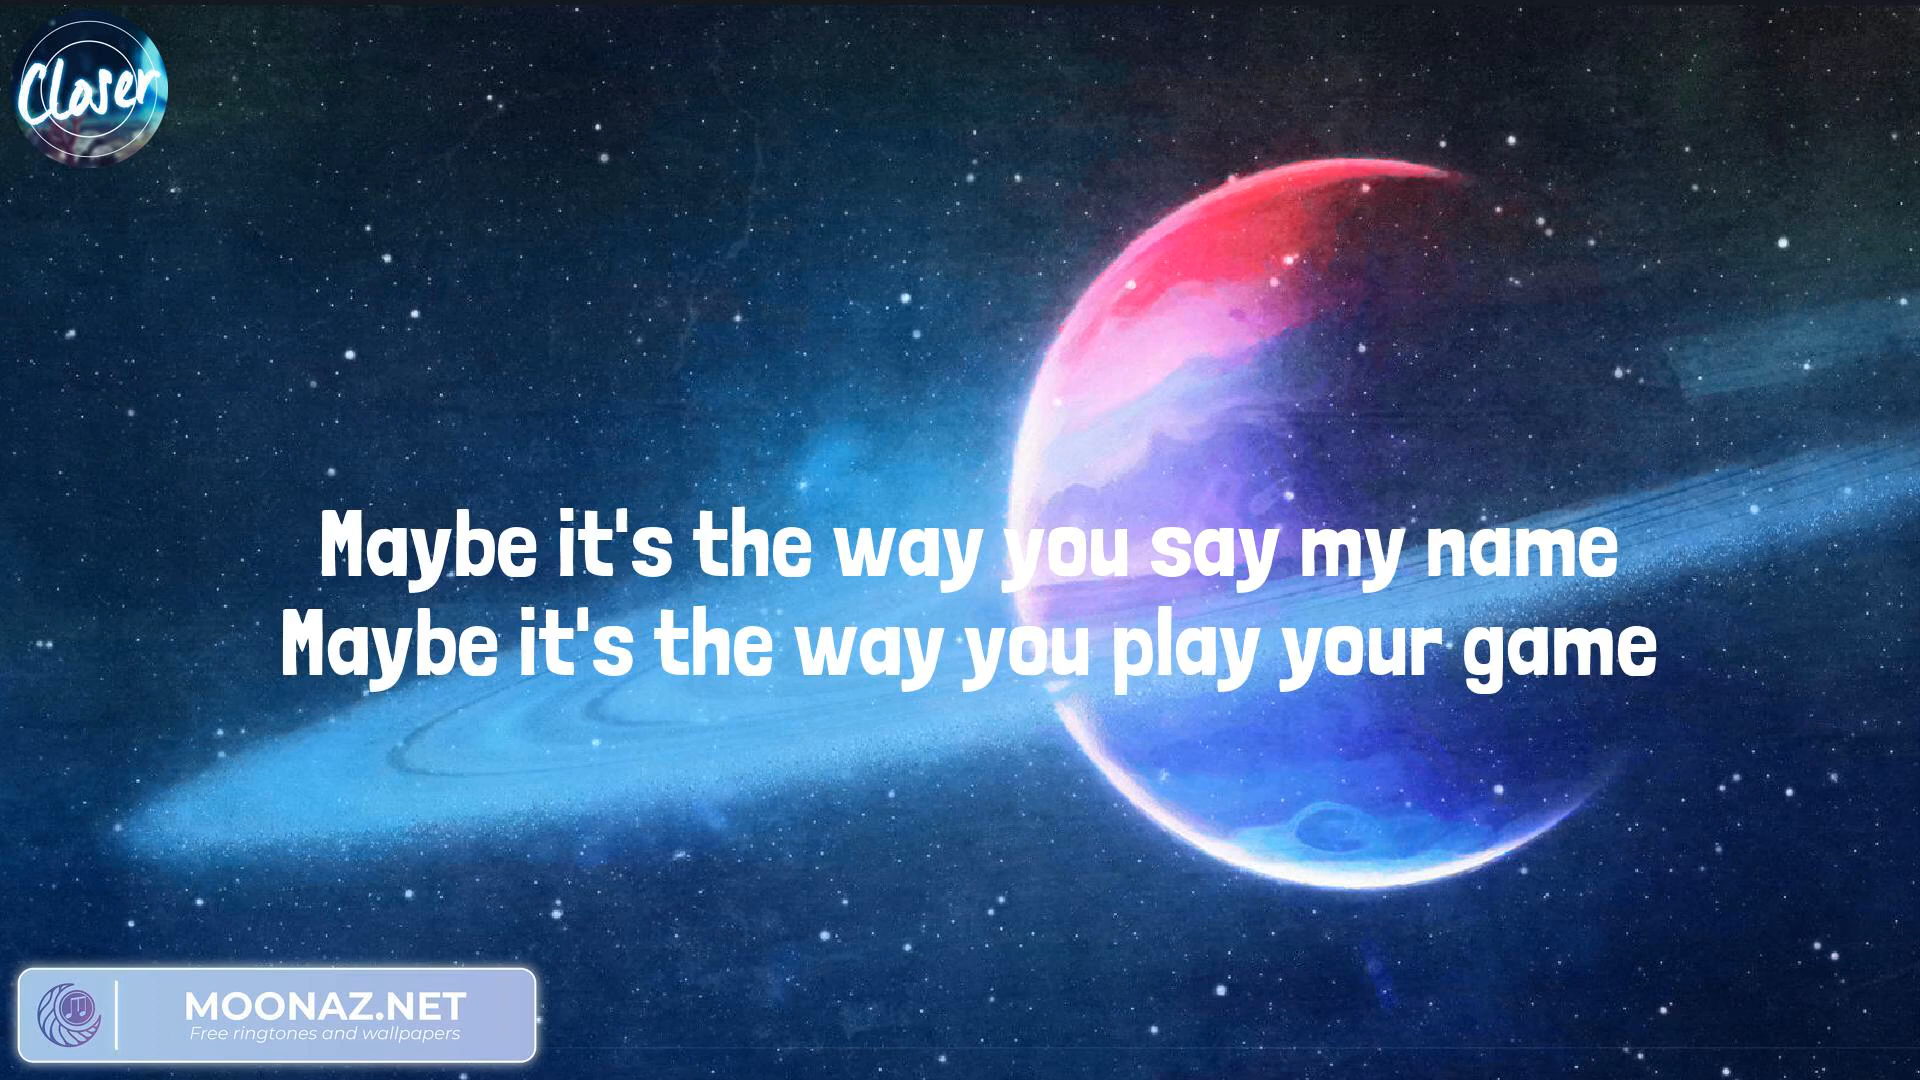 Closer
Maybe it's the way you say my name
Maybe it's the way you play your game
MOONAZ.NET
Free ringtones and wallpapers